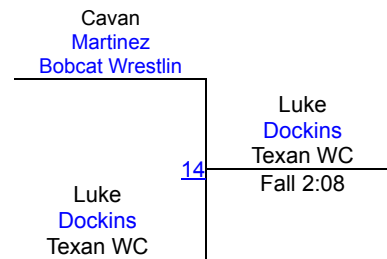 Cavan
Martinez
Bobcat Wrestlin
14
Luke
Dockins
Texan WC
Fall 2:08
Luke
Dockins
Texan WC